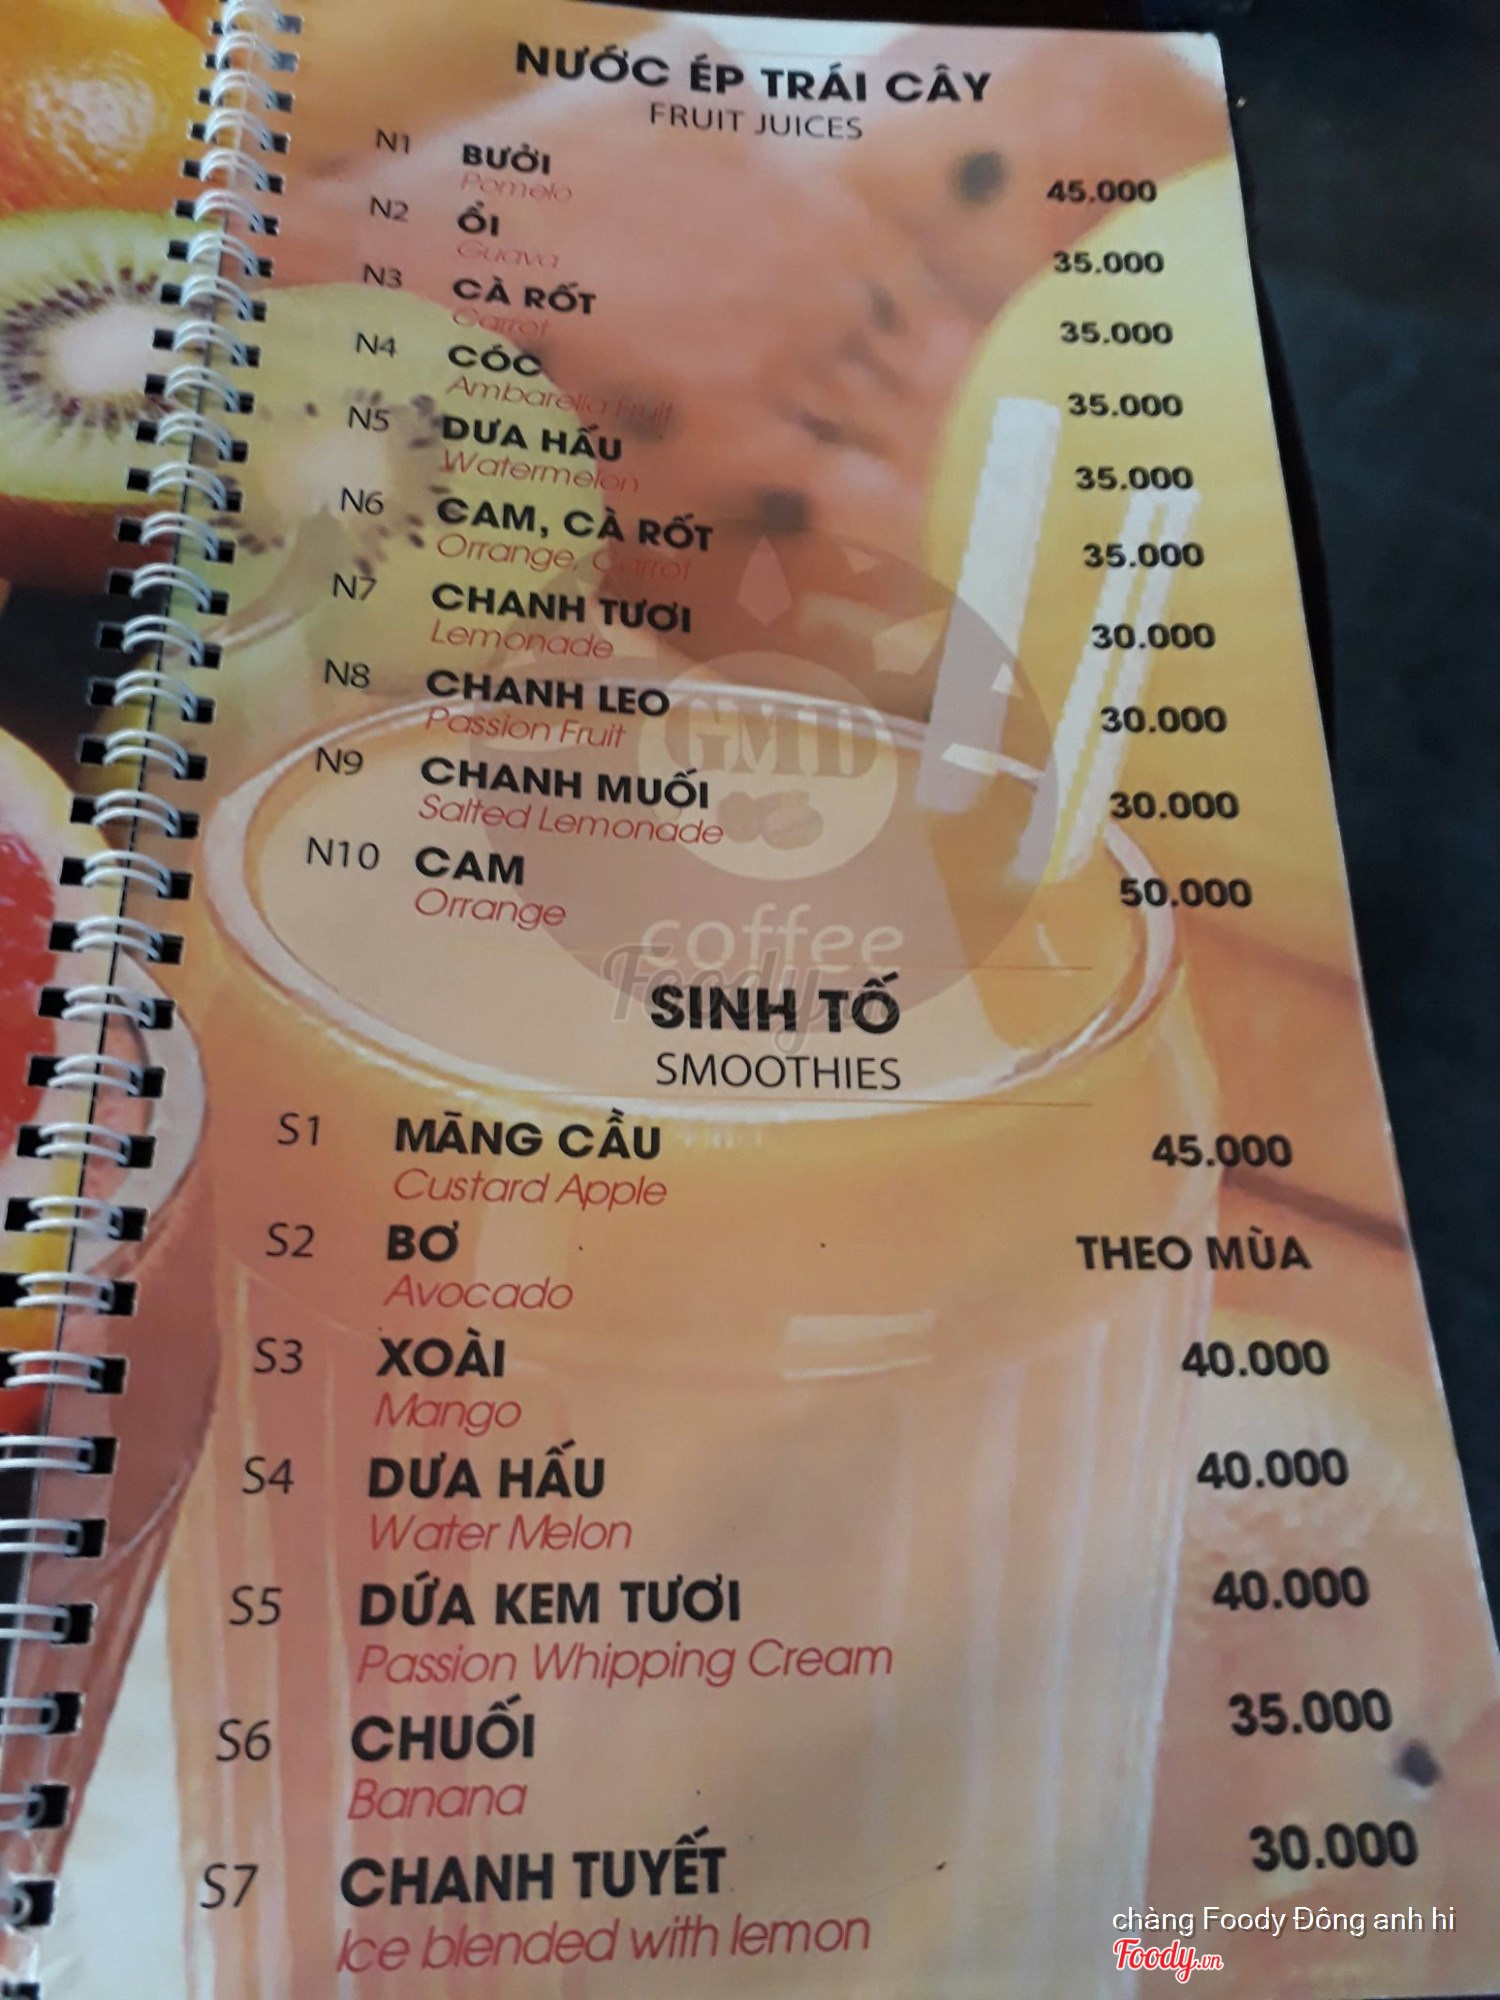 NƯỚC ÉP TRÁI CÂY
FRUIT JUICES
N1 BƯỞI 45.000
Pomelo
N2 ỔI 35.000
Guava
N3 CÀ RỐT 35.000
Carrot
N4 CÓC 35.000
Ambarella Fruit
N5 DƯA HẤU 35.000
Watermelon
N6 CAM, CÀ RỐT 35.000
Orrange, Carrot
N7 CHANH TƯƠI 30.000
Lemonade
N8 CHANH LEO 30.000
Passion Fruit
N9 CHANH MUỐI 30.000
Salted Lemonade
N10 CAM 50.000
Orrange
GMD
coffee
Foody.vn
SINH TỐ
SMOOTHIES
S1 MÃNG CẦU 45.000
Custard Apple
S2 BƠ THEO MÙA
Avocado
S3 XOÀI 40.000
Mango
S4 DƯA HẤU 40.000
Water Melon
S5 DỨA KEM TƯƠI 40.000
Passion Whipping Cream
S6 CHUỐI 35.000
Banana
S7 CHANH TUYẾT 30.000
Ice blended with lemon
chàng Foody Đông anh hi
Foody.vn